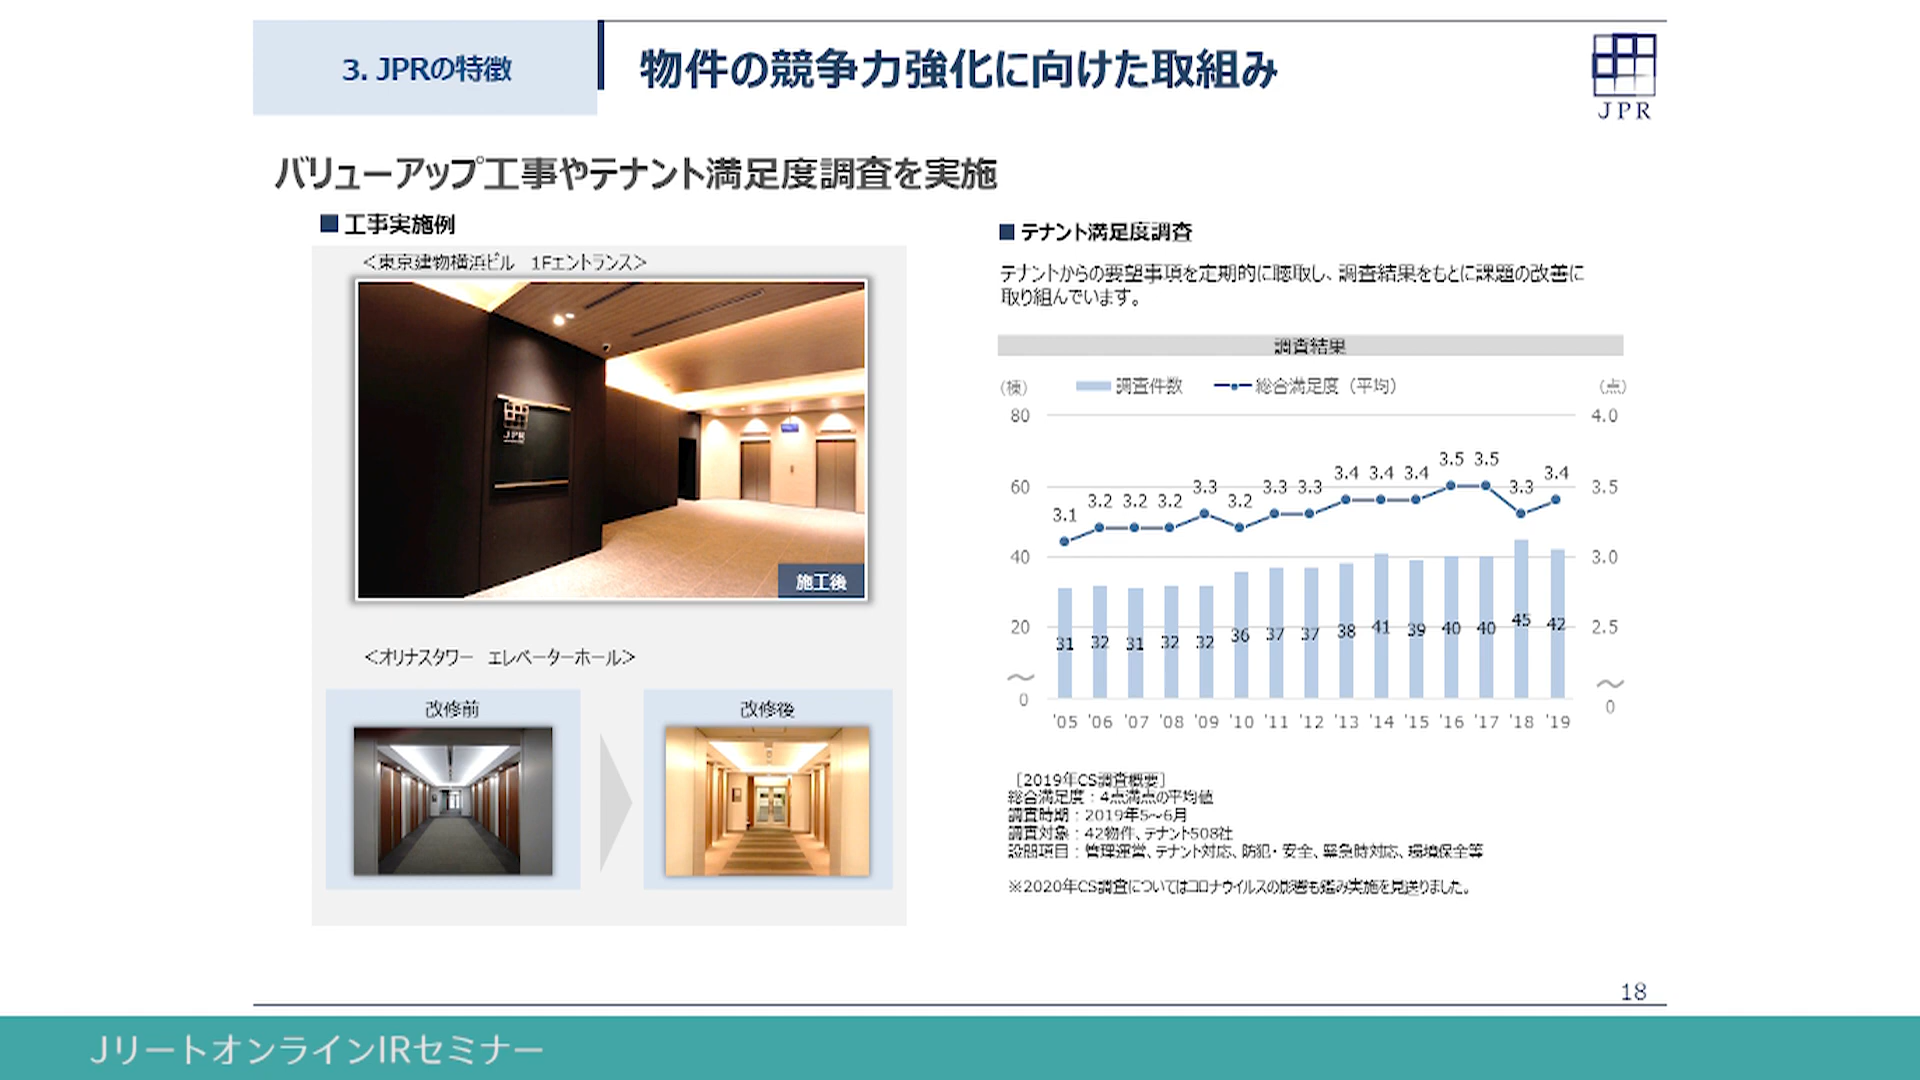 3. JPRの特徴
物件の競争力強化に向けた取組み
JPR
バリューアップ工事やテナント満足度調査を実施
■ 工事実施例
＜東京建物横浜ビル　1Fエントランス＞
JPR
施工後
＜オリナスタワー　エレベーターホール＞
改修前
改修後
■ テナント満足度調査
テナントからの要望事項を定期的に聴取し、調査結果をもとに課題の改善に
取り組んでいます。
調査結果
（棟） 調査件数 総合満足度（平均） （点）
80 4.0
60 3.5
40 3.0
20 2.5
～ ～
0 0
3.1 3.2 3.2 3.2 3.3 3.2 3.3 3.3 3.4 3.4 3.4 3.5 3.5 3.3 3.4
31 32 31 32 32 36 37 37 38 41 39 40 40 45 42
'05 '06 '07 '08 '09 '10 '11 '12 '13 '14 '15 '16 '17 '18 '19
［2019年CS調査概要］
総合満足度：4点満点の平均値
調査時期：2019年5～6月
調査対象：42物件、テナント508社
設問項目：管理運営、テナント対応、防犯・安全、緊急時対応、環境保全等
※2020年CS調査についてはコロナウイルスの影響も鑑み実施を見送りました。
18
JリートオンラインIRセミナー